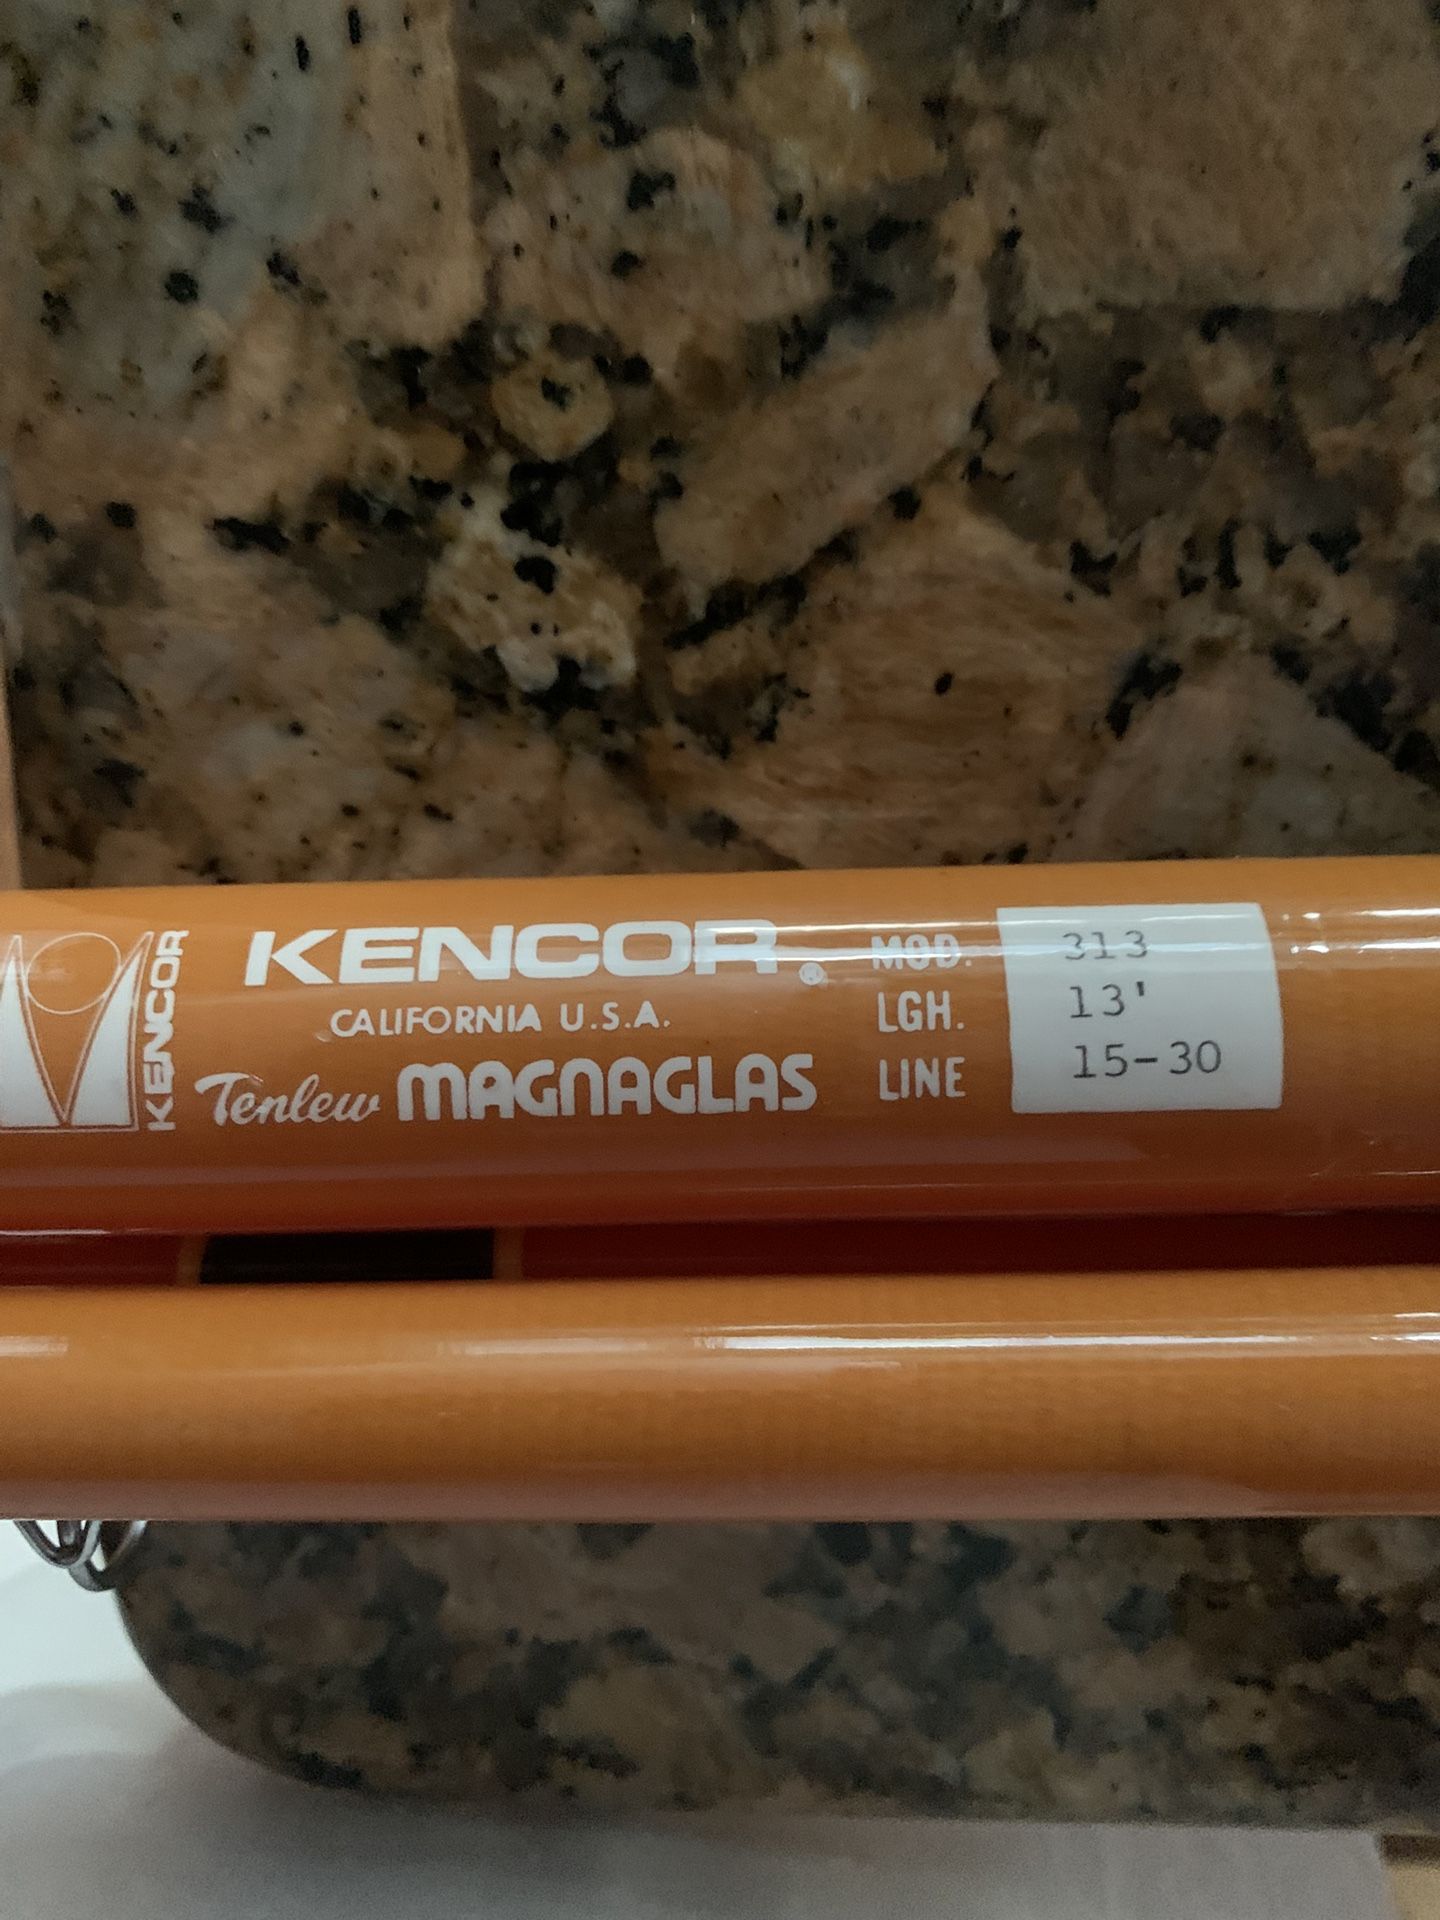 KENCOR
KENCOR®
CALIFORNIA U.S.A.
Tenlew MAGNAGLAS
MOD. 313
LGH. 13'
LINE 15-30